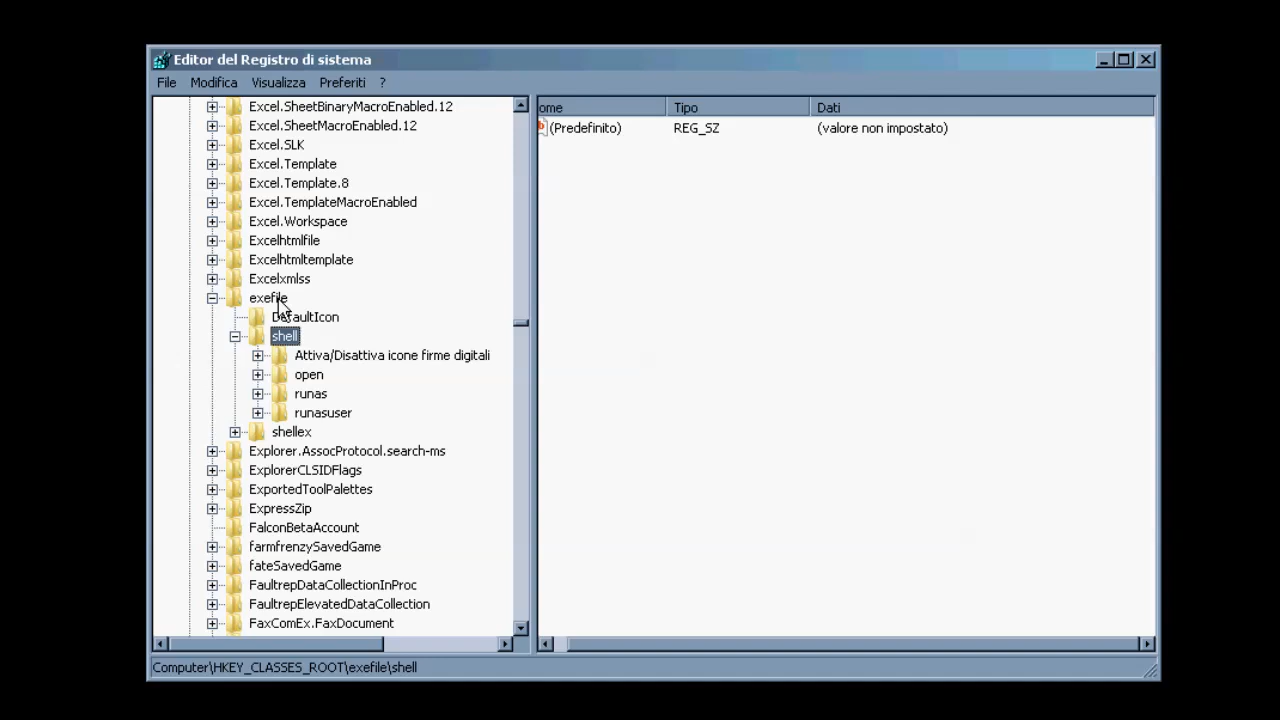 Editor del Registro di sistema
File Modifica Visualizza Preferiti ?
Excel.SheetBinaryMacroEnabled.12
Excel.SheetMacroEnabled.12
Excel.SLK
Excel.Template
Excel.Template.8
Excel.TemplateMacroEnabled
Excel.Workspace
Excelhtmlfile
Excelhtmltemplate
Excelxmlss
exefile
DefaultIcon
shell
Attiva/Disattiva icone firme digitali
open
runas
runasuser
shellex
Explorer.AssocProtocol.search-ms
ExplorerCLSIDFlags
ExportedToolPalettes
ExpressZip
FalconBetaAccount
farmfrenzySavedGame
fateSavedGame
FaultrepDataCollectionInProc
FaultrepElevatedDataCollection
FaxComEx.FaxDocument
ome Tipo Dati
(Predefinito) REG_SZ (valore non impostato)
Computer\HKEY_CLASSES_ROOT\exefile\shell